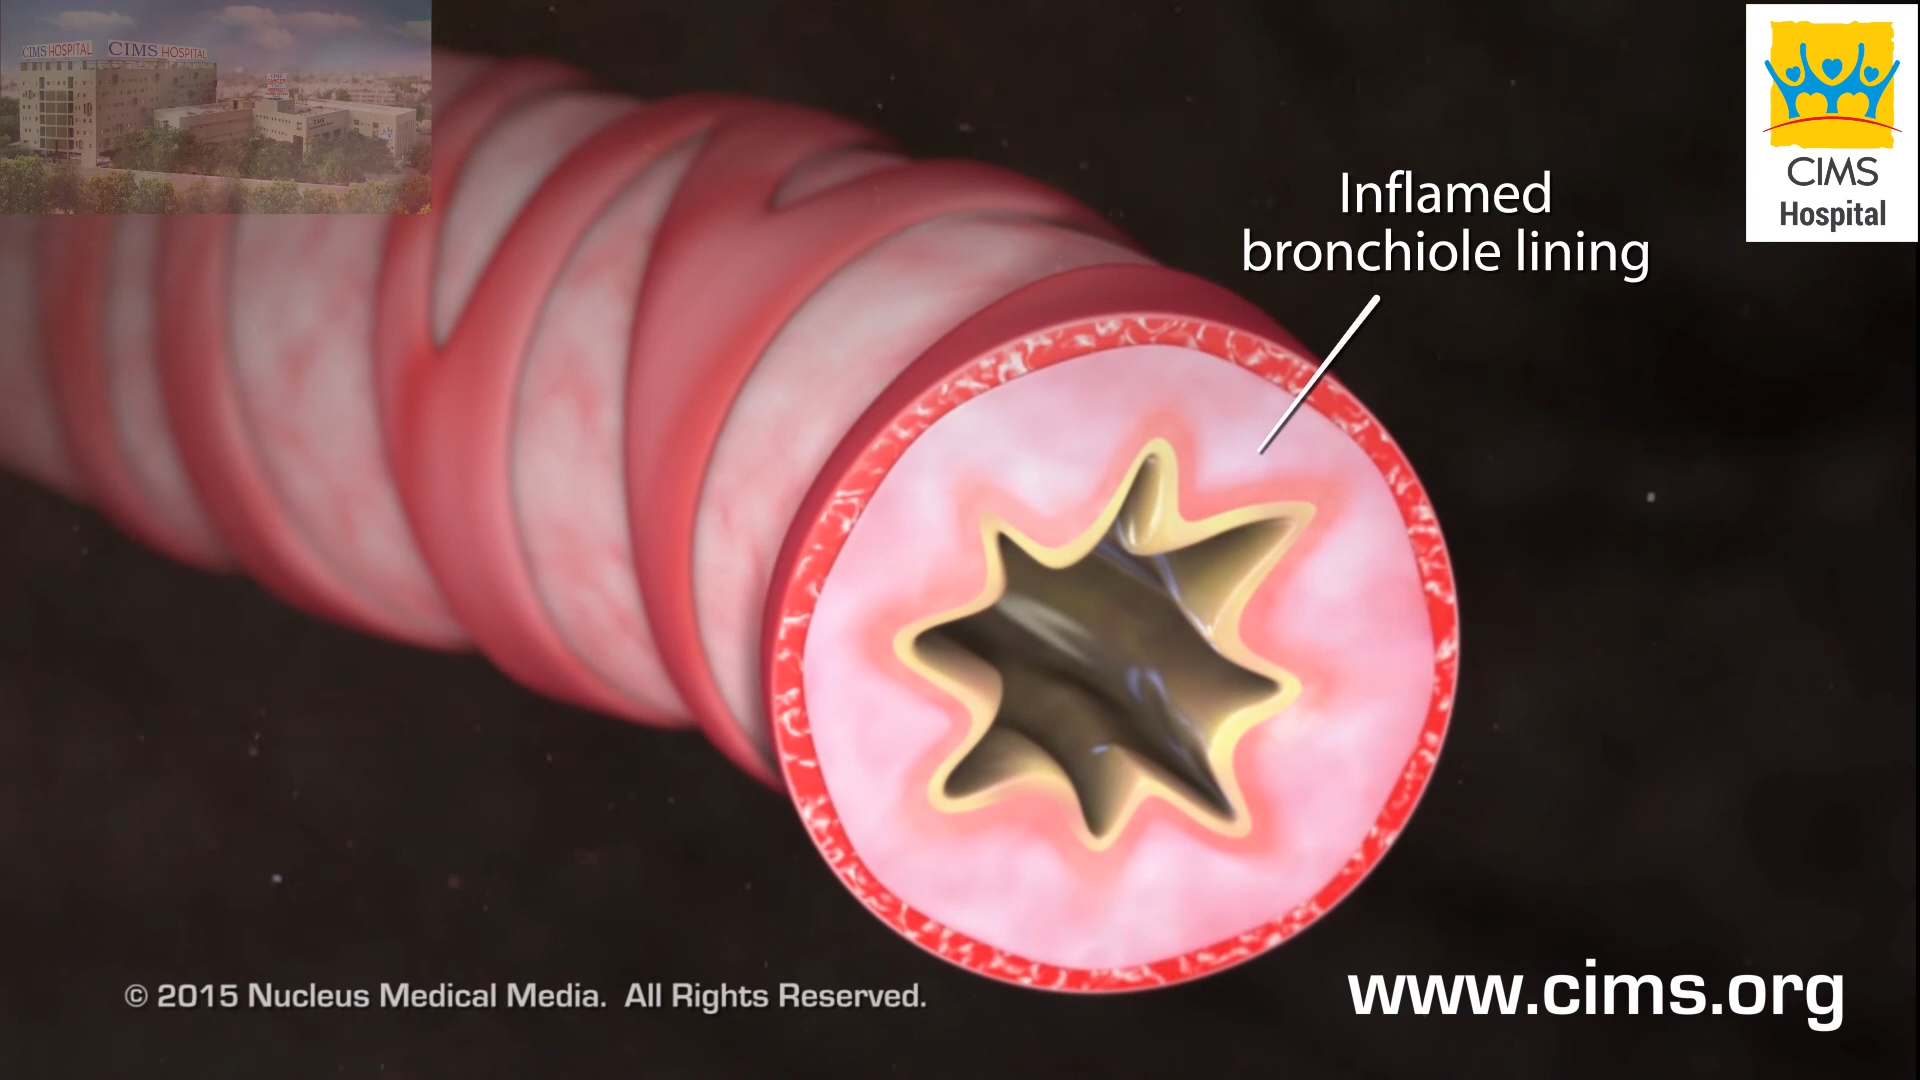 CIMS HOSPITAL CIMS HOSPITAL
CIMS
Hospital
Inflamed
bronchiole lining
© 2015 Nucleus Medical Media. All Rights Reserved.
www.cims.org